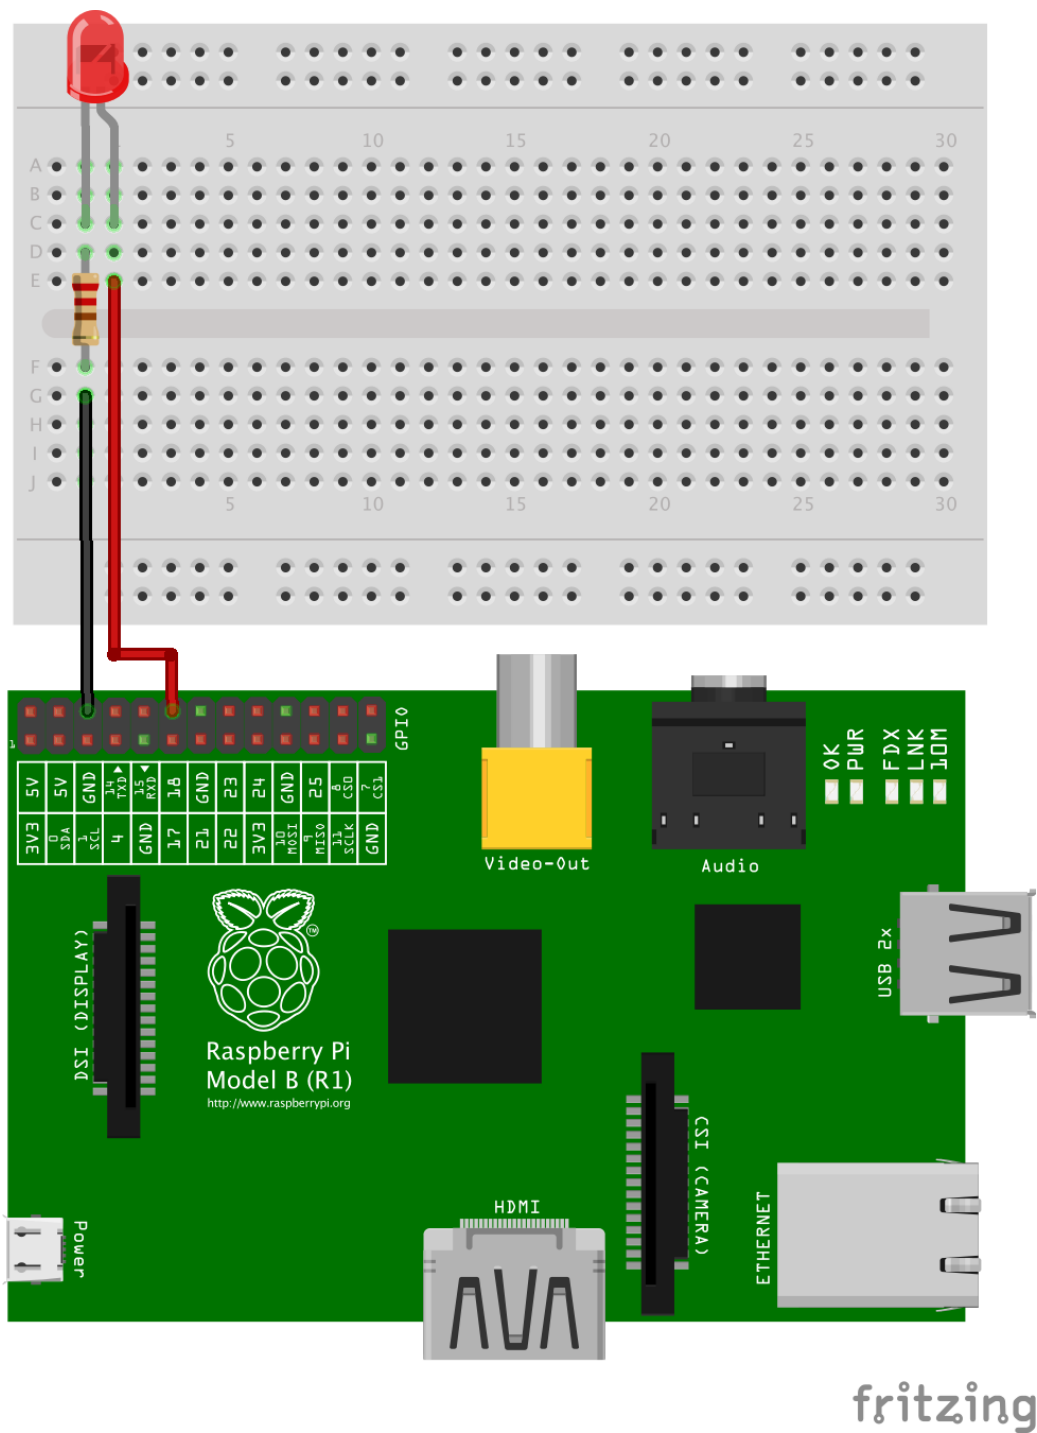 5 10 15 20 25 30
A
B
C
D
E
F
G
H
I
J
5 10 15 20 25 30
GPIO
1
5V 5V GND 14 TXD 15 RXD 18 GND 23 24 GND 25 8 CS0 7 CS1
3V3 0 SDA 1 SCL 4 GND 17 21 22 3V3 10 MOSI 9 MISO 11 SCLK GND
OK PWR FDX LNK 10M
Video-Out
Audio
DSI (DISPLAY)
TM
USB 2x
Raspberry Pi
Model B (R1)
http://www.raspberrypi.org
CSI (CAMERA)
Power
HDMI
ETHERNET
fritzing